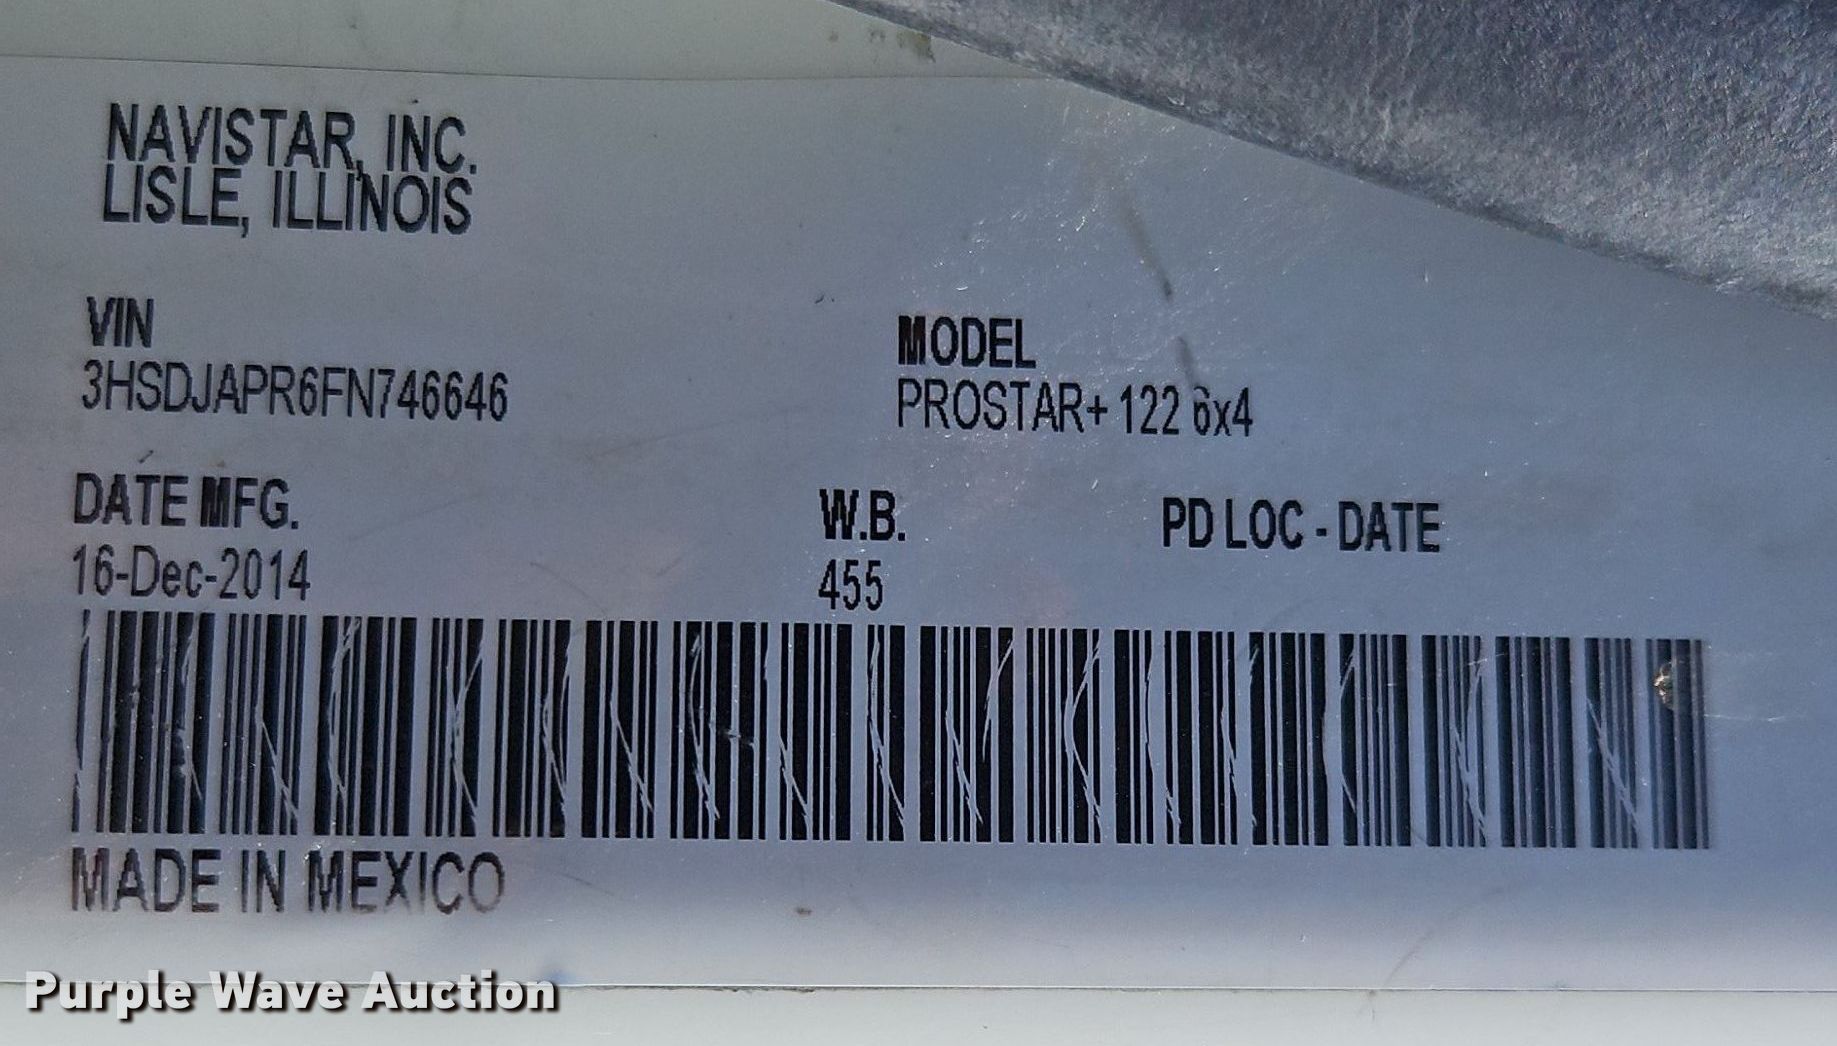 NAVISTAR, INC.
LISLE, ILLINOIS
VIN
3HSDJAPR6FN746646
MODEL
PROSTAR+ 122 6x4
DATE MFG.
16-Dec-2014
W.B.
455
PD LOC - DATE
MADE IN MEXICO
Purple Wave Auction